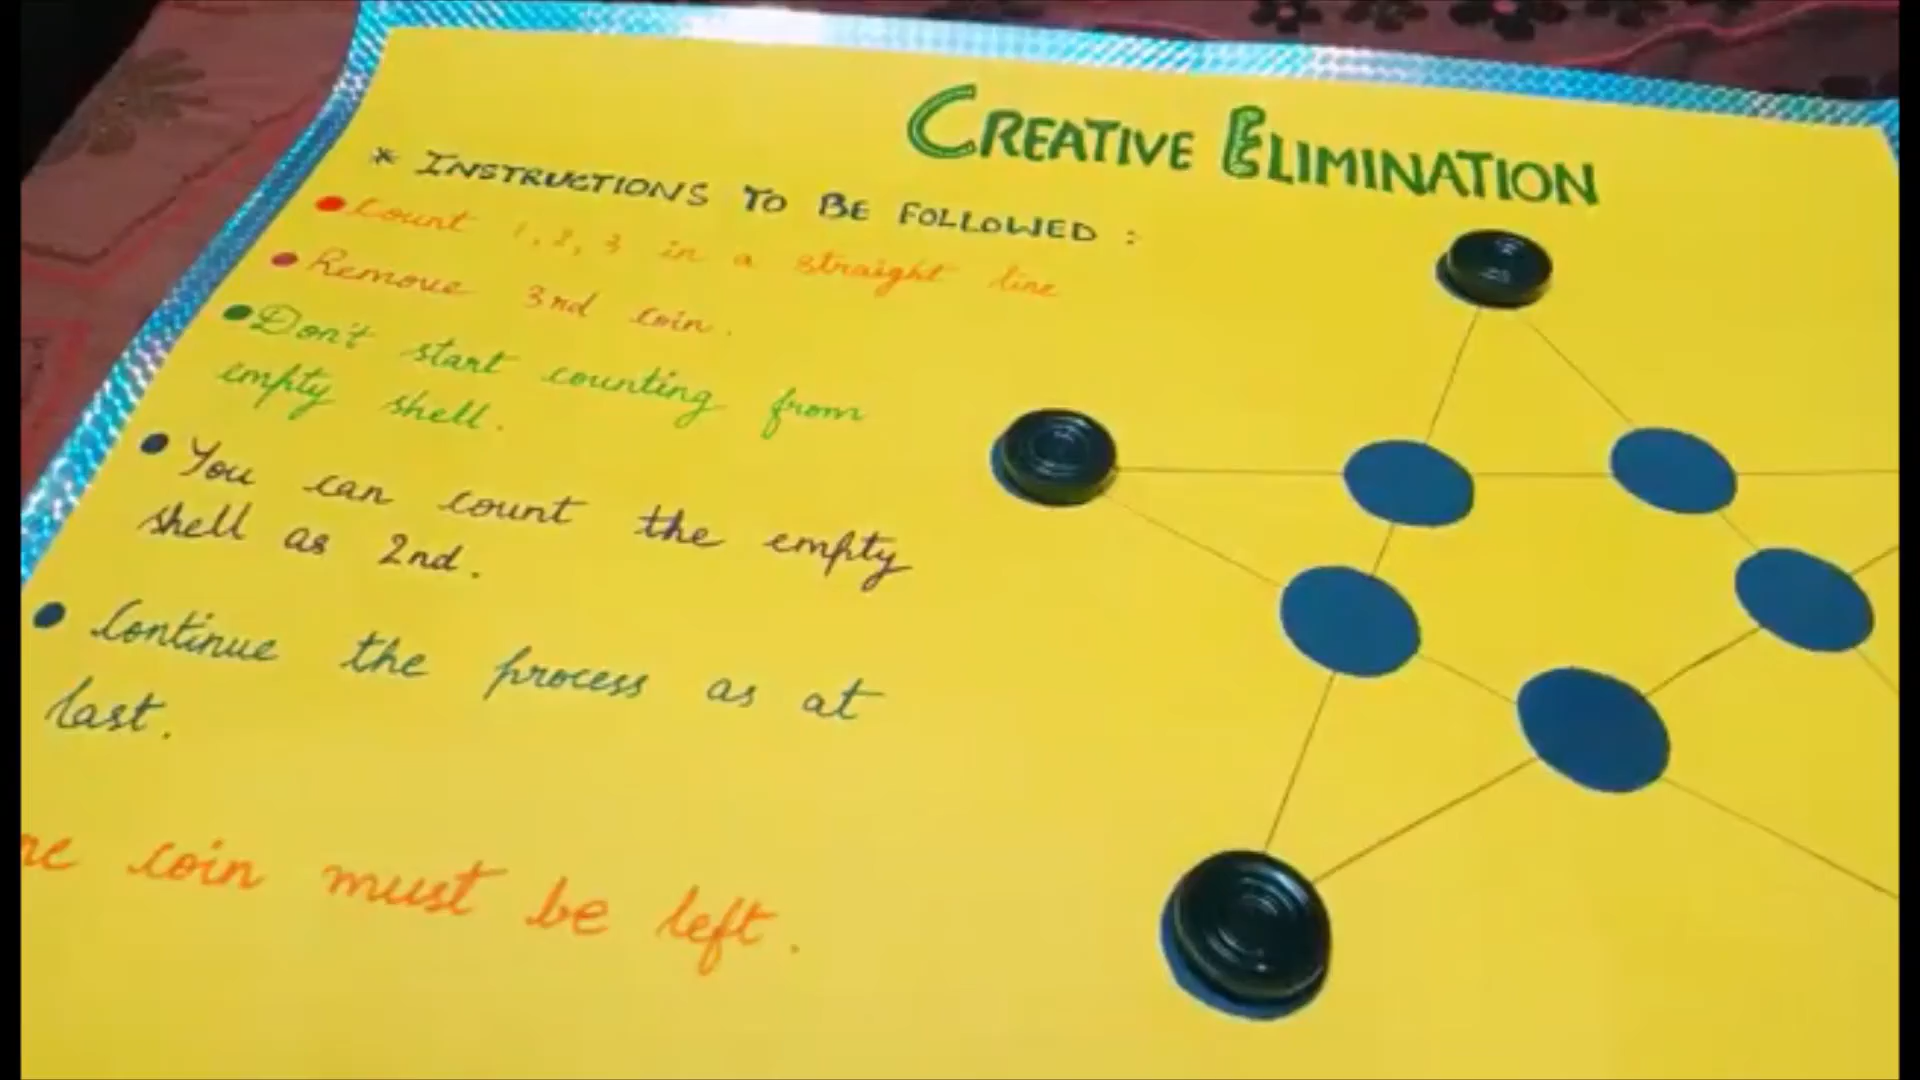 CREATIVE ELIMINATION
* INSTRUCTIONS TO BE FOLLOWED :
Count 1, 2, 3 in a straight line
Remove 3rd coin.
Don't start counting from
empty shell.
You can count the empty
shell as 2nd.
Continue the process as at
last.
coin must be left.